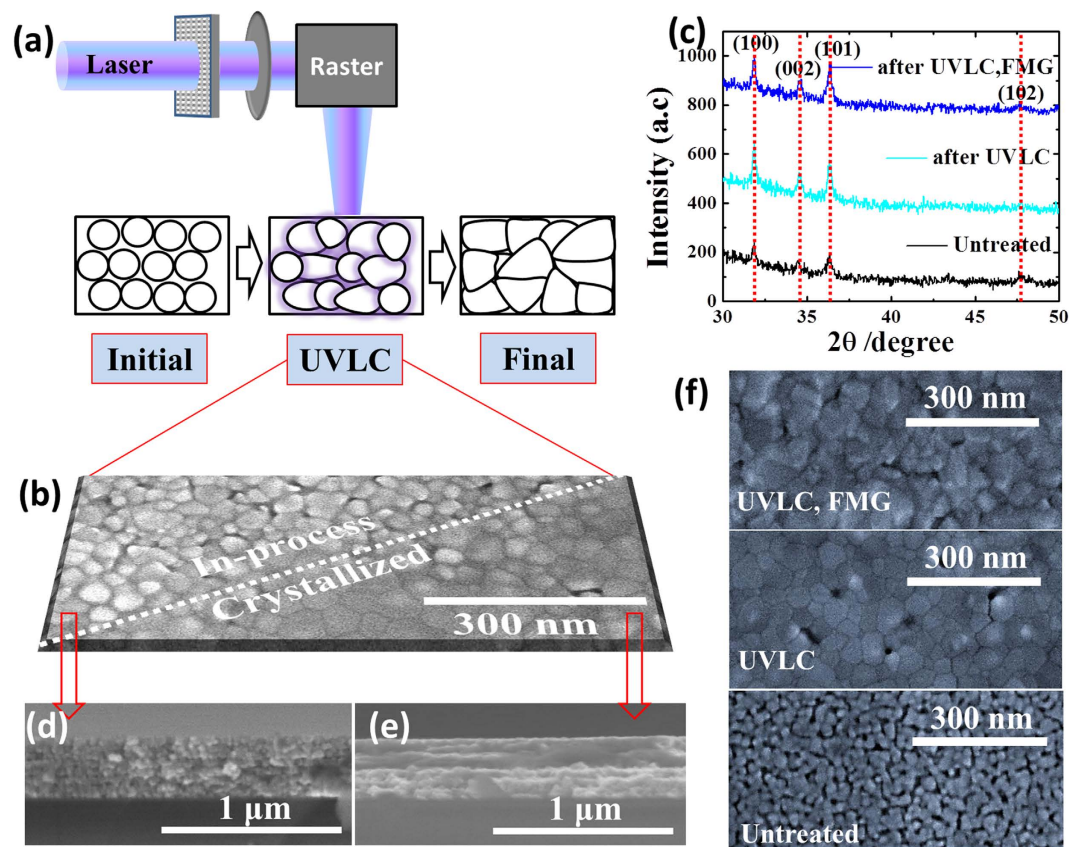 (a)
Laser
Raster
Initial
UVLC
Final
(b)
In-process
Crystallized
300 nm
(d)
1 μm
(e)
1 μm
(c)
Intensity (a.c)
1000
800
600
400
200
0
(100)
(002)
(101)
(102)
after UVLC,FMG
after UVLC
Untreated
30
35
40
45
50
2θ /degree
(f)
300 nm
UVLC, FMG
300 nm
UVLC
300 nm
Untreated